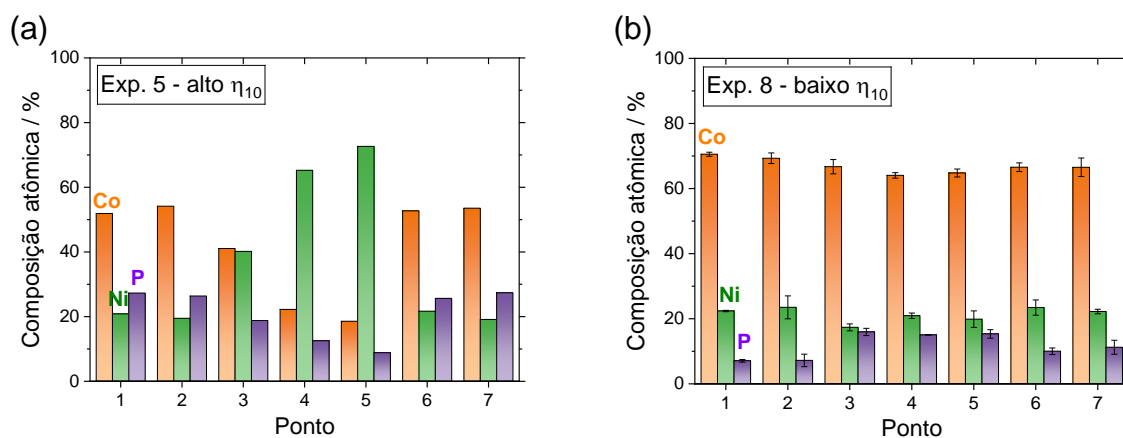 (a)
Composição atômica / %
100
80
60
40
20
0
Exp. 5 - alto η10
Co
Ni
P
1 2 3 4 5 6 7
Ponto
(b)
Composição atômica / %
100
80
60
40
20
0
Exp. 8 - baixo η10
Co
Ni
P
1 2 3 4 5 6 7
Ponto